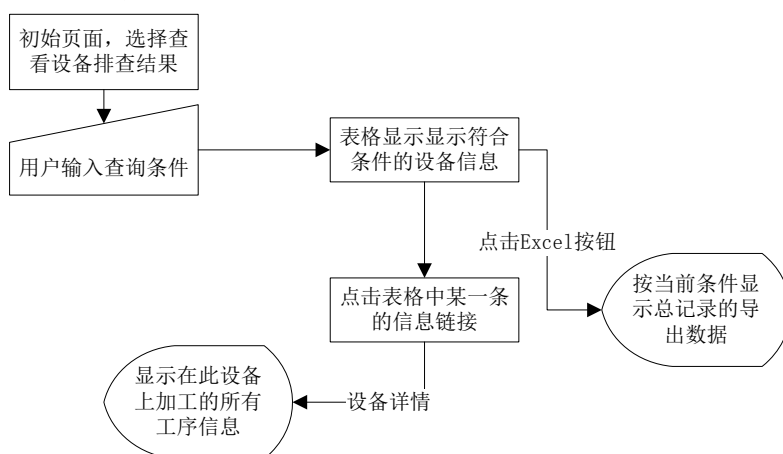 初始页面，选择查
看设备排查结果
用户输入查询条件
表格显示显示符合
条件的设备信息
点击Excel按钮
点击表格中某一条
的信息链接
按当前条件显
示总记录的导
出数据
显示在此设备
上加工的所有
工序信息
设备详情